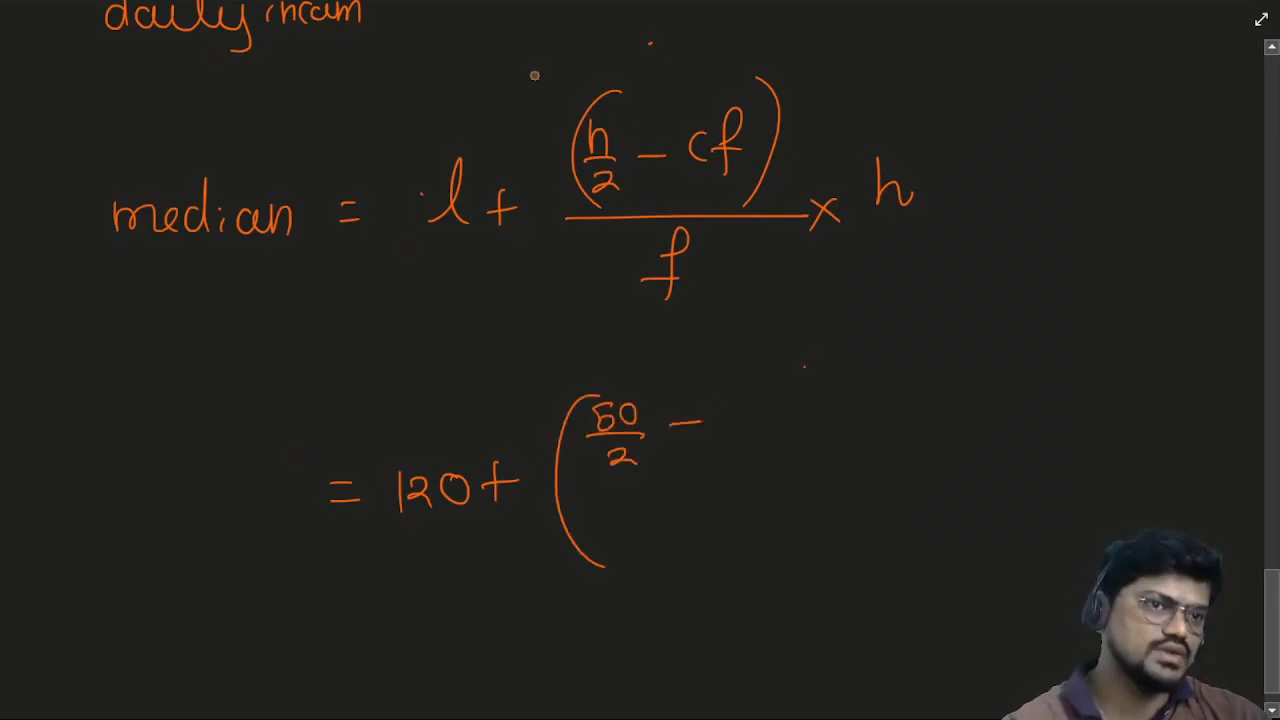 daily incom
median = l + (n/2 - cf)/f × h
= 120 + (50/2 -